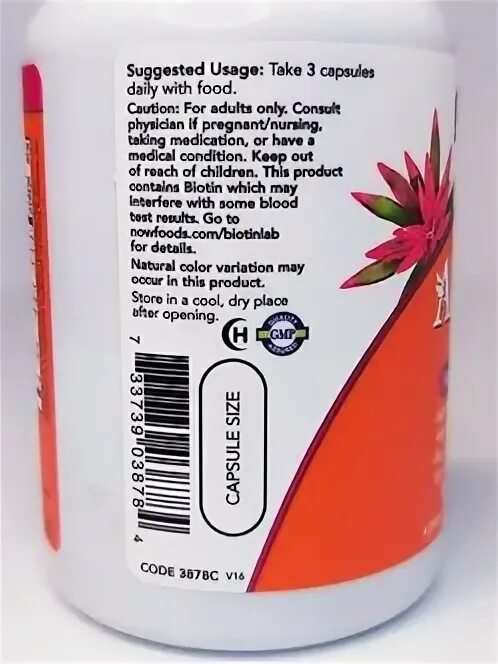 Suggested Usage: Take 3 capsules
daily with food.
Caution: For adults only. Consult
physician if pregnant/nursing,
taking medication, or have a
medical condition. Keep out
of reach of children. This product
contains Biotin which may
interfere with some blood
test results. Go to
nowfoods.com/biotinlab
for details.
Natural color variation may
occur in this product.
Store in a cool, dry place
after opening.
H
QUALITY
GMP
ASSURED
7 33739 03878 4
CAPSULE SIZE
CODE 3878C V16